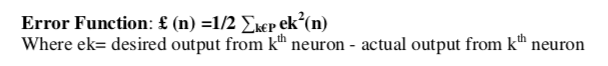 Error Function: £ (n) =1/2 ∑k€P ek²(n)
Where ek= desired output from kth neuron - actual output from kth neuron